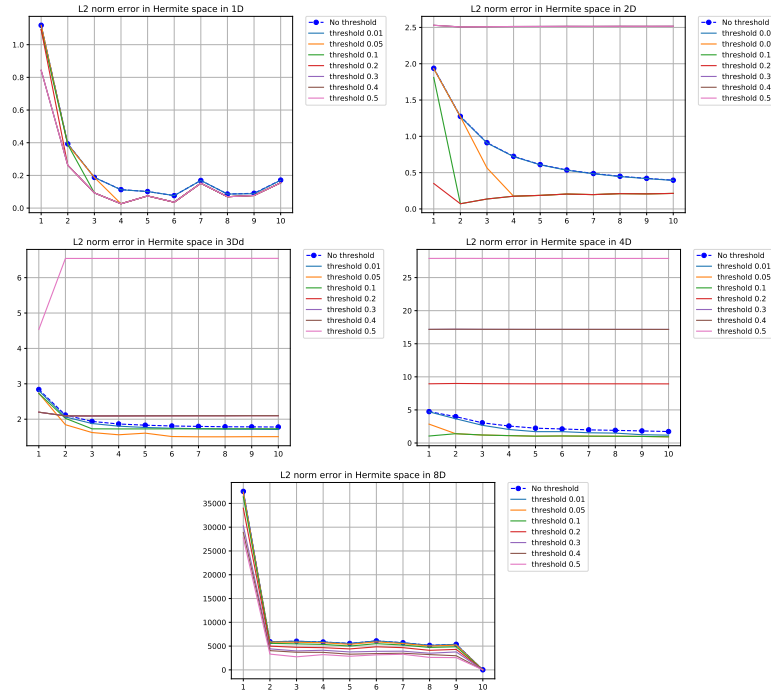 L2 norm error in Hermite space in 1D
1.0
0.8
0.6
0.4
0.2
0.0
1 2 3 4 5 6 7 8 9 10
No threshold
threshold 0.01
threshold 0.05
threshold 0.1
threshold 0.2
threshold 0.3
threshold 0.4
threshold 0.5
L2 norm error in Hermite space in 2D
2.5
2.0
1.5
1.0
0.5
0.0
1 2 3 4 5 6 7 8 9 10
No threshold
threshold 0.0
threshold 0.0
threshold 0.1
threshold 0.2
threshold 0.3
threshold 0.4
threshold 0.5
L2 norm error in Hermite space in 3Dd
6
5
4
3
2
1 2 3 4 5 6 7 8 9 10
No threshold
threshold 0.01
threshold 0.05
threshold 0.1
threshold 0.2
threshold 0.3
threshold 0.4
threshold 0.5
L2 norm error in Hermite space in 4D
25
20
15
10
5
0
1 2 3 4 5 6 7 8 9 10
No threshold
threshold 0.01
threshold 0.05
threshold 0.1
threshold 0.2
threshold 0.3
threshold 0.4
threshold 0.5
L2 norm error in Hermite space in 8D
35000
30000
25000
20000
15000
10000
5000
0
1 2 3 4 5 6 7 8 9 10
No threshold
threshold 0.01
threshold 0.05
threshold 0.1
threshold 0.2
threshold 0.3
threshold 0.4
threshold 0.5